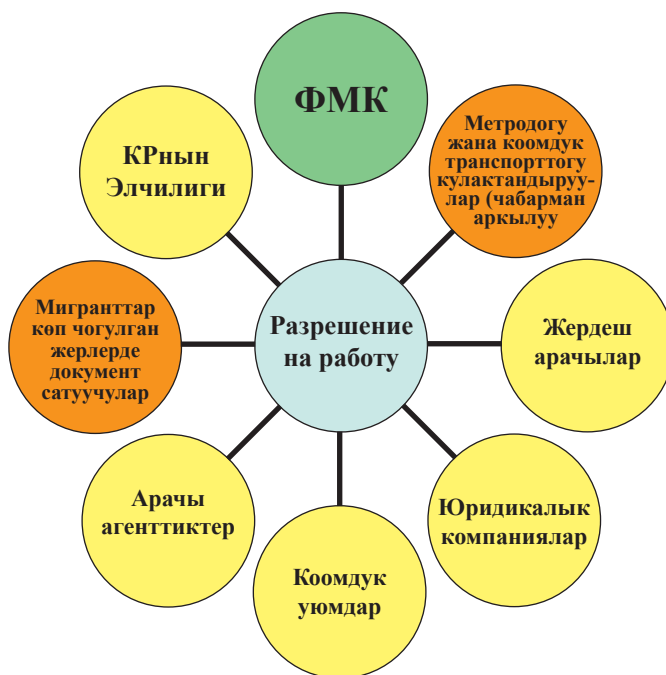 ФМК
Метродогу
жана коомдук
транспорттогу
кулактандыруу-
лар (чабарман
аркылуу
КРнын
Элчилиги
Мигранттар
көп чогулган
жерлерде
документ
сатуучулар
Разрешение
на работу
Жердеш
арачылар
Арачы
агенттиктер
Юридикалык
компаниялар
Коомдук
уюмдар